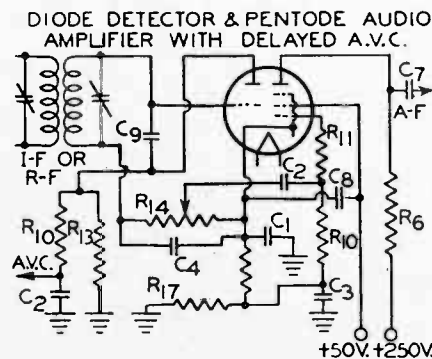 DIODE DETECTOR & PENTODE AUDIO
AMPLIFIER WITH DELAYED A.V.C.
C7
A-F
C9
I-F OR
R-F
R11
C2
C8
R14
R6
R10
R13
R10
C1
C4
A.V.C.
C2
R17
C3
+50V.
+250V.